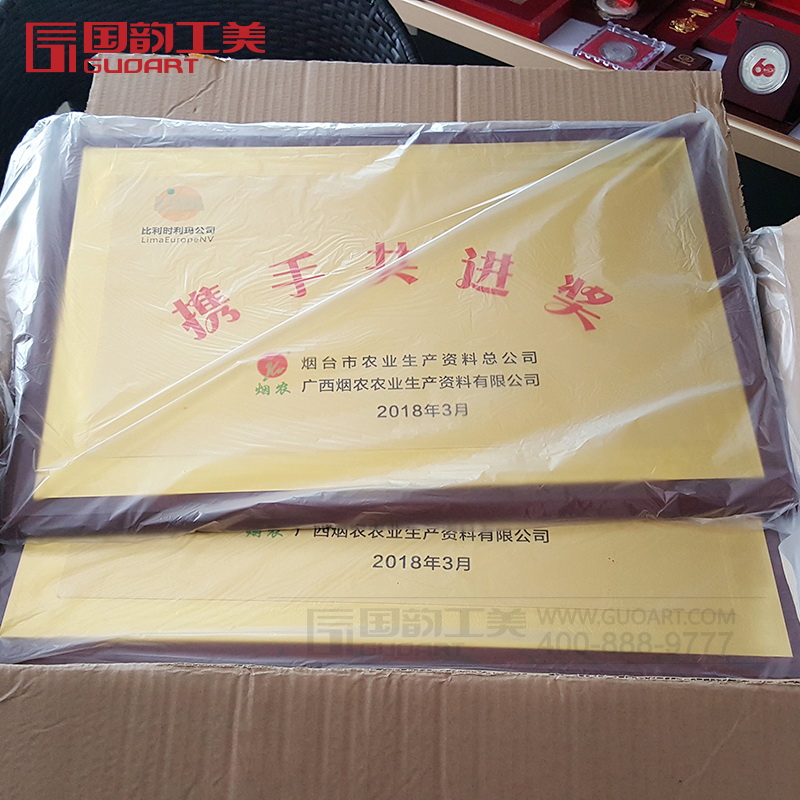 国韵工美
GUOART
比利时利玛公司
LimaEuropeNV
携手共进奖
烟农
烟台市农业生产资料总公司
广西烟农农业生产资料有限公司
2018年3月
烟农
广西烟农农业生产资料有限公司
2018年3月
国韵工美
GUOART
WWW.GUOART.COM
400-888-9777